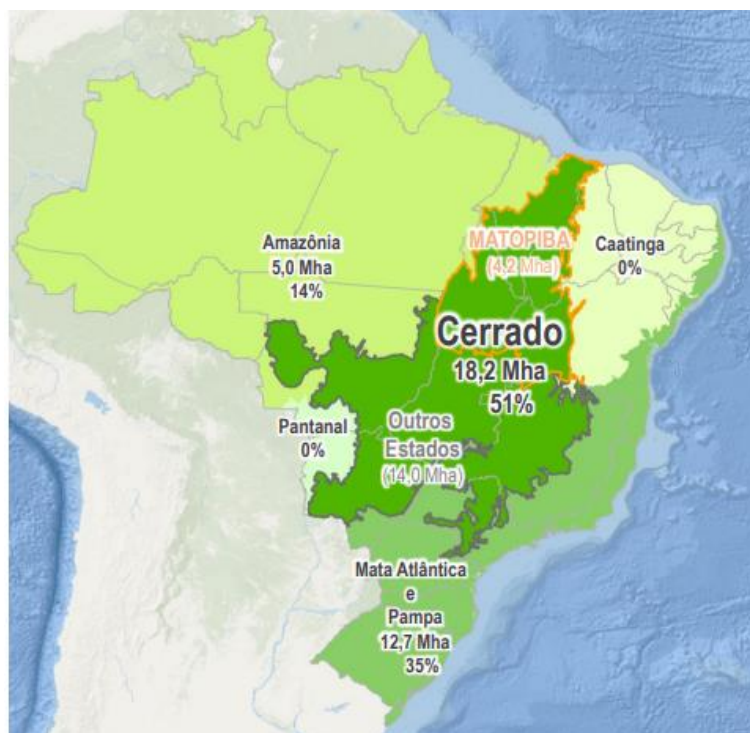 Amazônia
5,0 Mha
14%
MATOPIBA
(4,2 Mha)
Caatinga
0%
Cerrado
18,2 Mha
51%
Pantanal
0%
Outros
Estados
(14,0 Mha)
Mata Atlântica
e
Pampa
12,7 Mha
35%